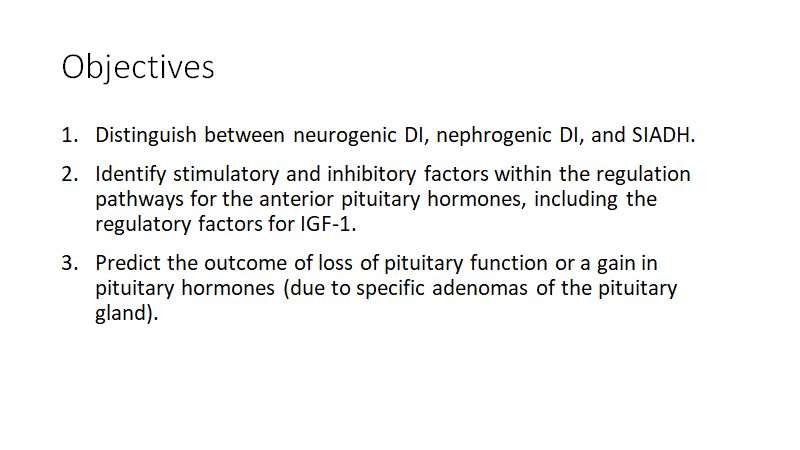 Objectives
1. Distinguish between neurogenic DI, nephrogenic DI, and SIADH.
2. Identify stimulatory and inhibitory factors within the regulation
pathways for the anterior pituitary hormones, including the
regulatory factors for IGF-1.
3. Predict the outcome of loss of pituitary function or a gain in
pituitary hormones (due to specific adenomas of the pituitary
gland).